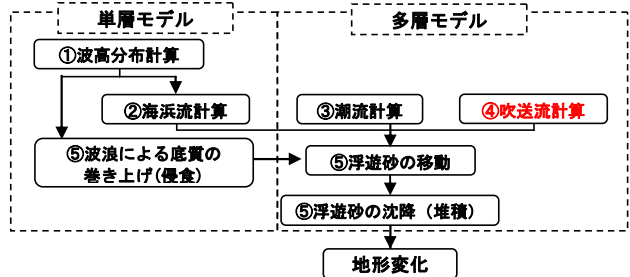 単層モデル
多層モデル
①波高分布計算
②海浜流計算
③潮流計算
④吹送流計算
⑤波浪による底質の
巻き上げ(侵食)
⑤浮遊砂の移動
⑤浮遊砂の沈降（堆積）
地形変化